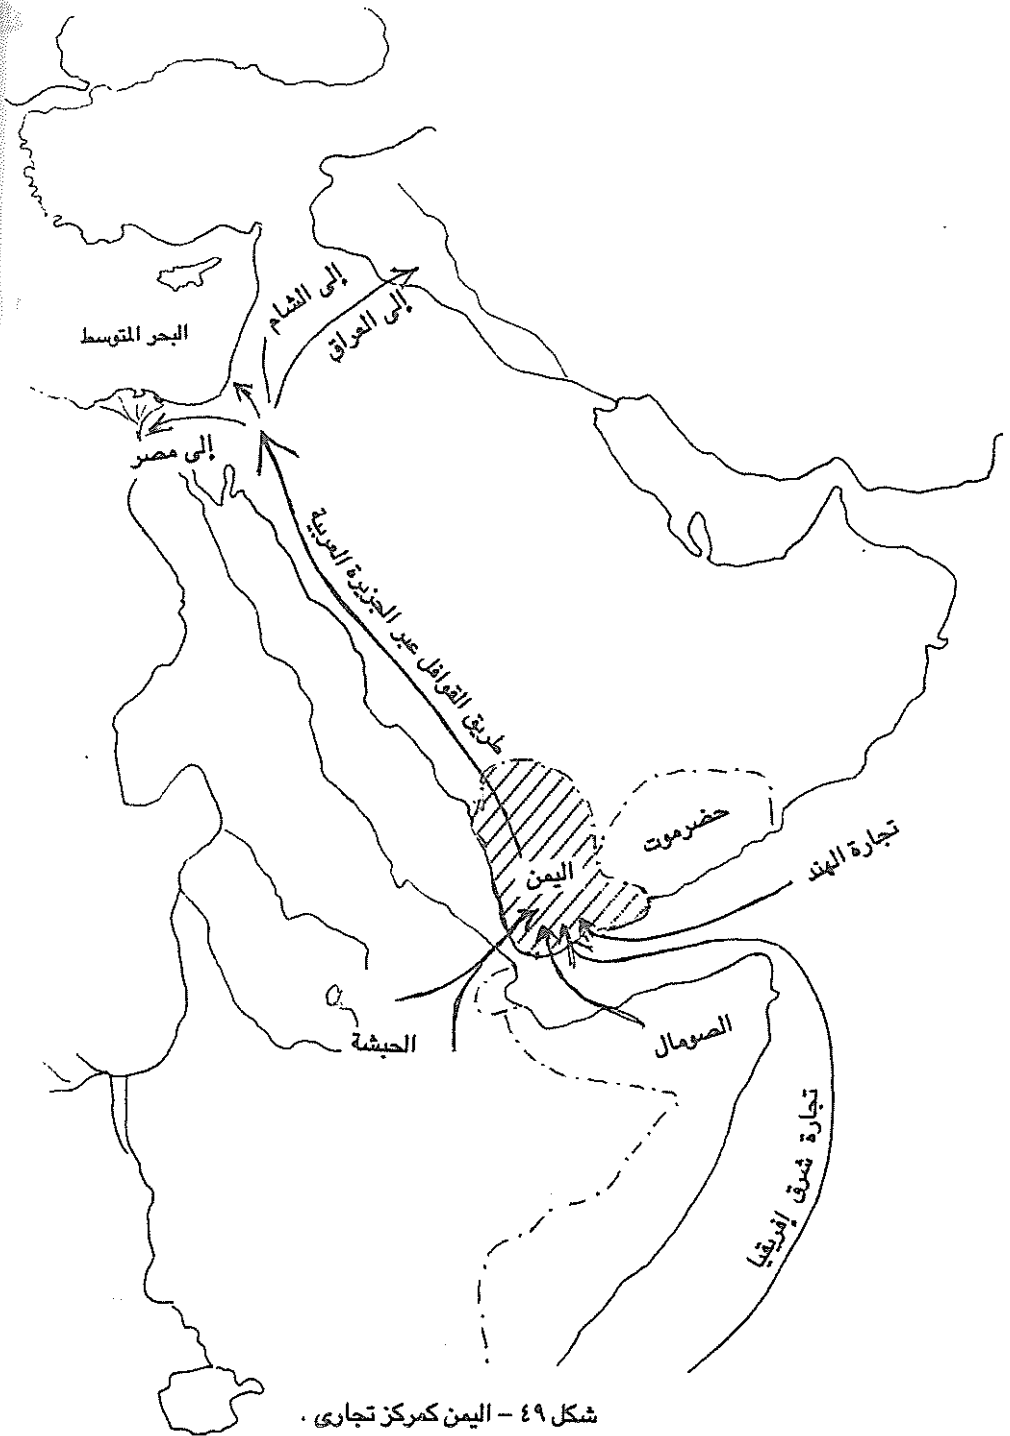 إلى الشام
إلى العراق
البحر المتوسط
إلى مصر
طريق القوافل عبر الجزيرة العربية
حضرموت
تجارة الهند
اليمن
الصومال
الحبشة
تجارة شرق إفريقيا
شكل ٤٩ – اليمن كمركز تجارى .